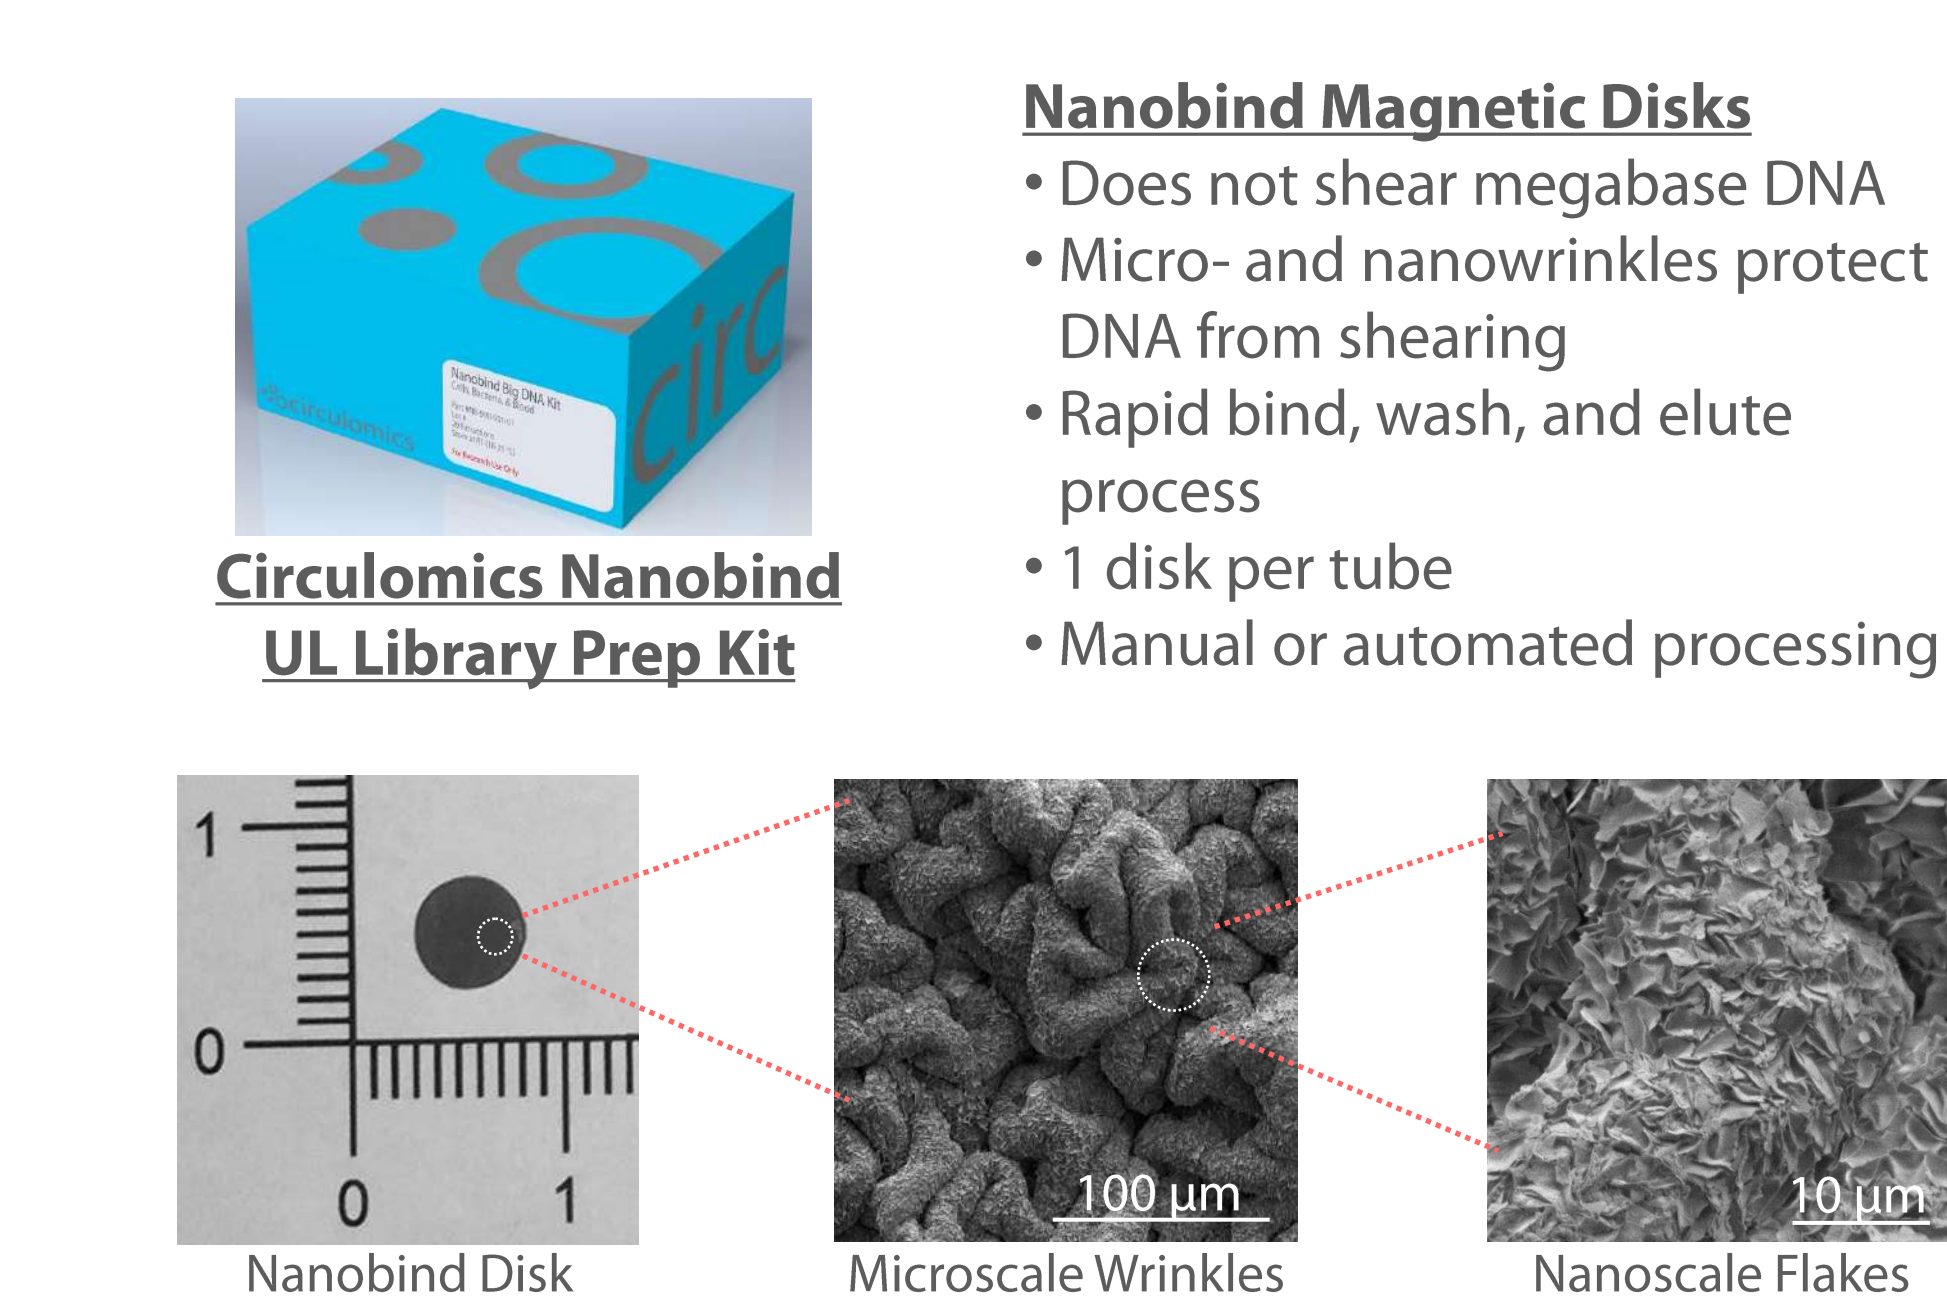 Nanobind Magnetic Disks
• Does not shear megabase DNA
• Micro- and nanowrinkles protect
DNA from shearing
• Rapid bind, wash, and elute
process
• 1 disk per tube
• Manual or automated processing
circ
Nanobind Big DNA Kit
Cells, Bacteria, & Blood
For Research Use Only
circulomics
Circulomics Nanobind
UL Library Prep Kit
1
0
0 1
Nanobind Disk
100 µm
Microscale Wrinkles
10 µm
Nanoscale Flakes